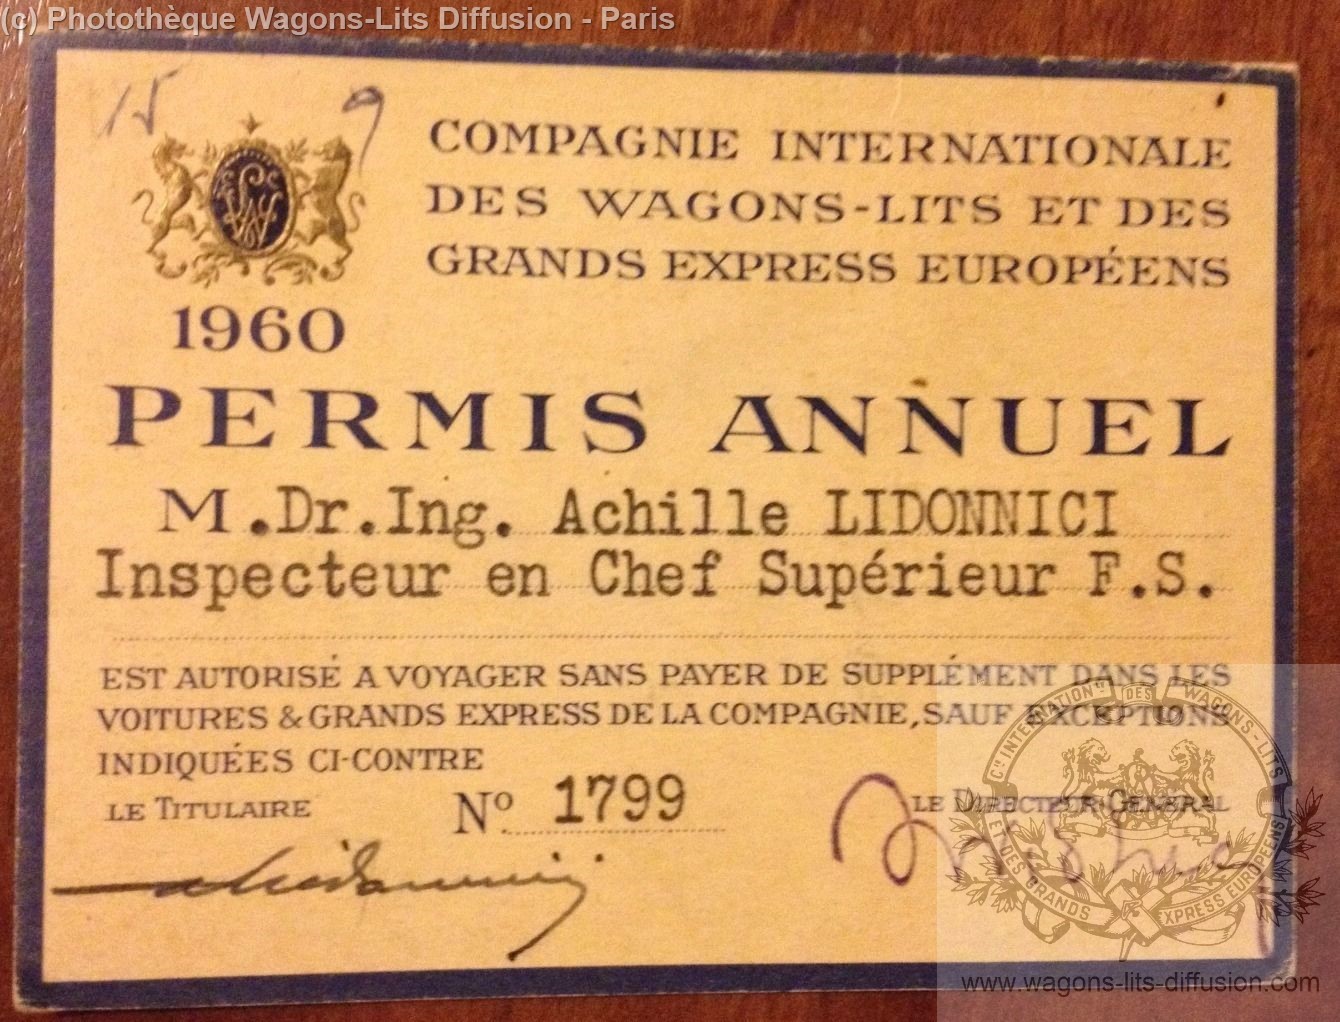 (c) Photothèque Wagons-Lits Diffusion - Paris
15 9
COMPAGNIE INTERNATIONALE
DES WAGONS-LITS ET DES
GRANDS EXPRESS EUROPÉENS
1960
PERMIS ANNUEL
M.Dr.Ing. Achille LIDONNICI
Inspecteur en Chef Supérieur F.S.
EST AUTORISÉ A VOYAGER SANS PAYER DE SUPPLÉMENT DANS LES
VOITURES & GRANDS EXPRESS DE LA COMPAGNIE, SAUF EXCEPTIONS
INDIQUÉES CI-CONTRE
LE TITULAIRE
Nº 1799
LE DIRECTEUR GÉNÉRAL
Cie INTERNATIONle DES WAGONS-LITS
ET DES GRANDS EXPRESS EUROPÉENS
www.wagons-lits-diffusion.com